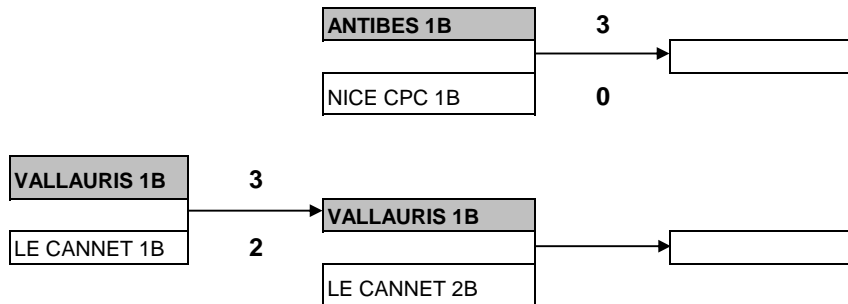 ANTIBES 1B 3
NICE CPC 1B 0
VALLAURIS 1B 3
VALLAURIS 1B
LE CANNET 1B 2
LE CANNET 2B